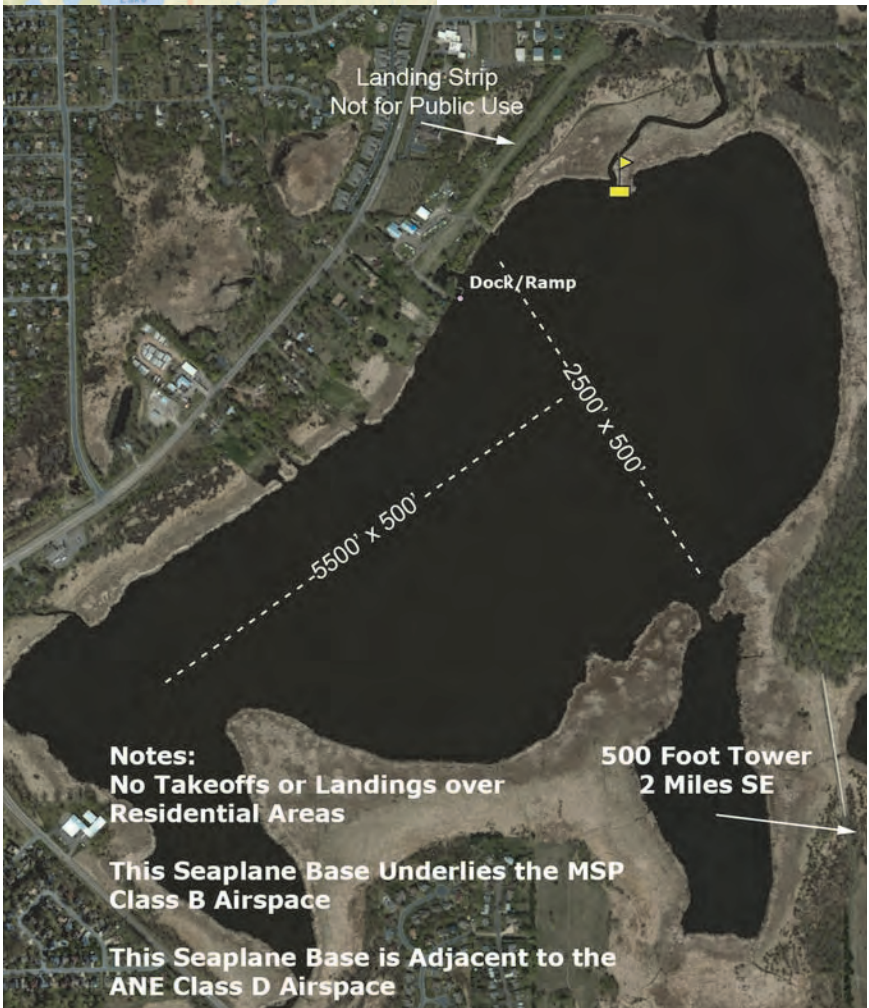 Landing Strip
Not for Public Use
Dock/Ramp
2500' x 500'
5500' x 500'
Notes:
No Takeoffs or Landings over
Residential Areas
500 Foot Tower
2 Miles SE
This Seaplane Base Underlies the MSP
Class B Airspace
This Seaplane Base is Adjacent to the
ANE Class D Airspace